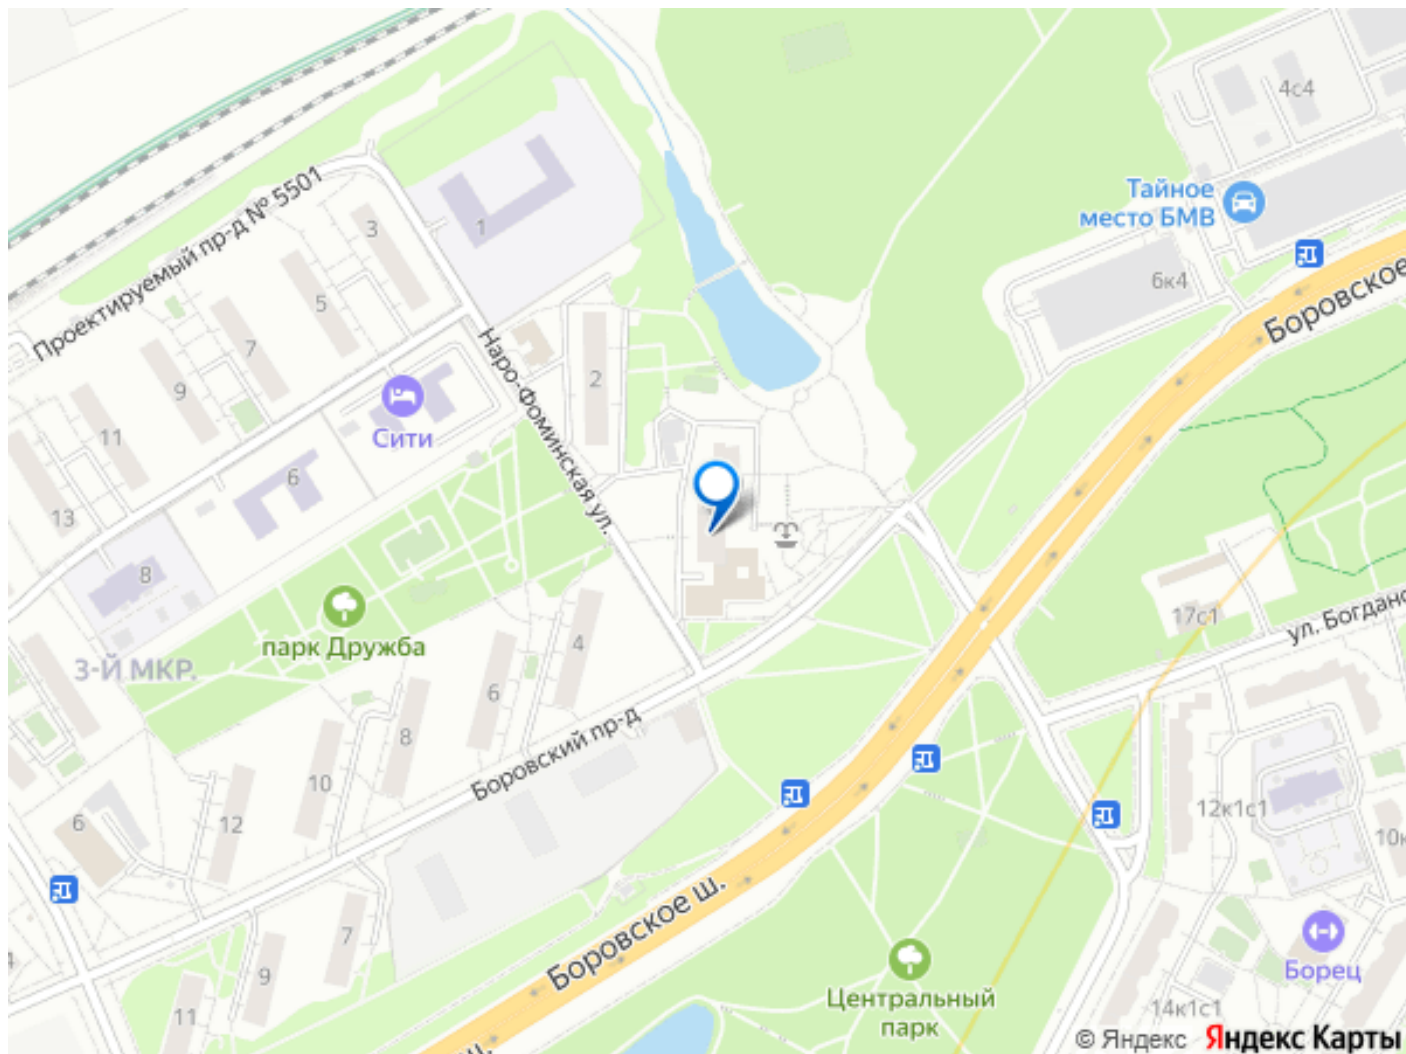 4с4
Тайное
место БМВ
Проектируемый пр-д № 5501
3
1
5
6к4
Боровское
7
Наро-Фоминская ул.
2
9
Сити
11
6
13
8
17с1
ул. Богдано
парк Дружба
3-Й МКР.
4
6
8
Боровский пр-д
10
12к1с1
6
12
10к
Боровское ш.
7
Борец
9
Центральный
парк
14к1с1
11
4
ш.
© Яндекс Яндекс Карты